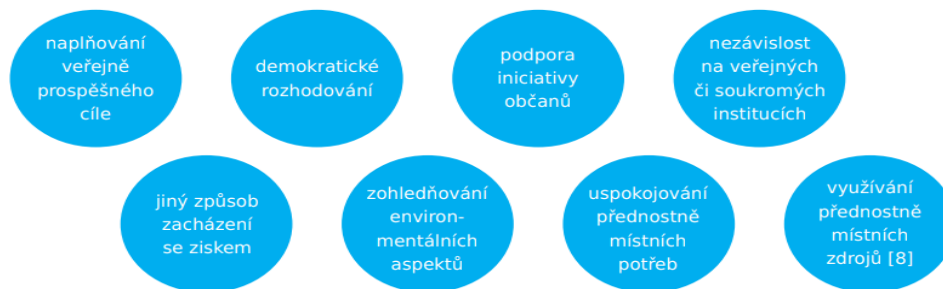 naplňování
veřejně
prospěšného
cíle
demokratické
rozhodování
podpora
iniciativy
občanů
nezávislost
na veřejných
či soukromých
institucích
jiný způsob
zacházení
se ziskem
zohledňování
environ-
mentálních
aspektů
uspokojování
přednostně
místních
potřeb
využívání
přednostně
místních
zdrojů [8]